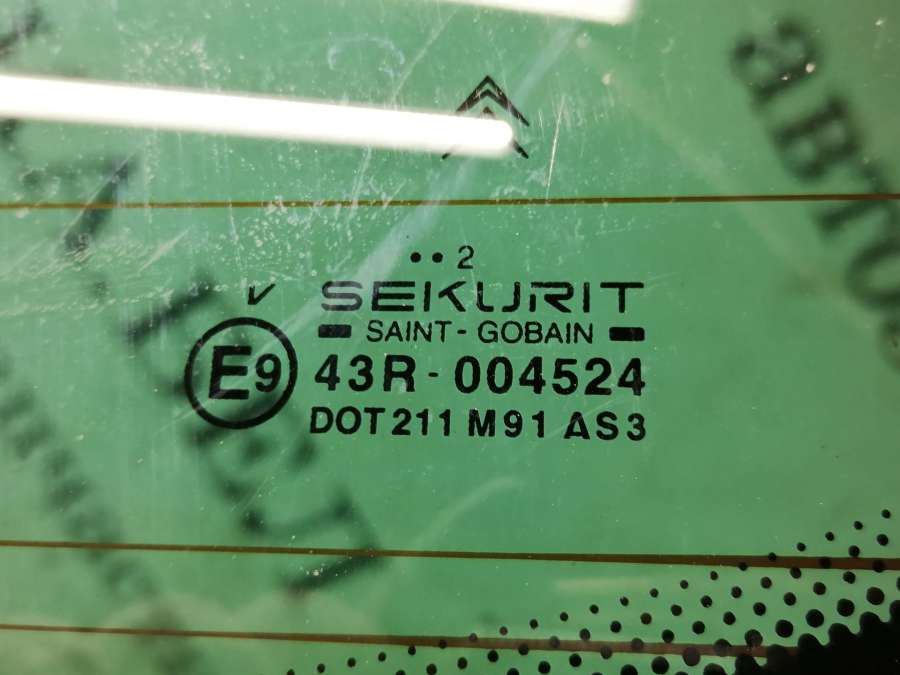 ••2
V
SEKURIT
SAINT-GOBAIN
E9
43R-004524
DOT211 M91 AS3